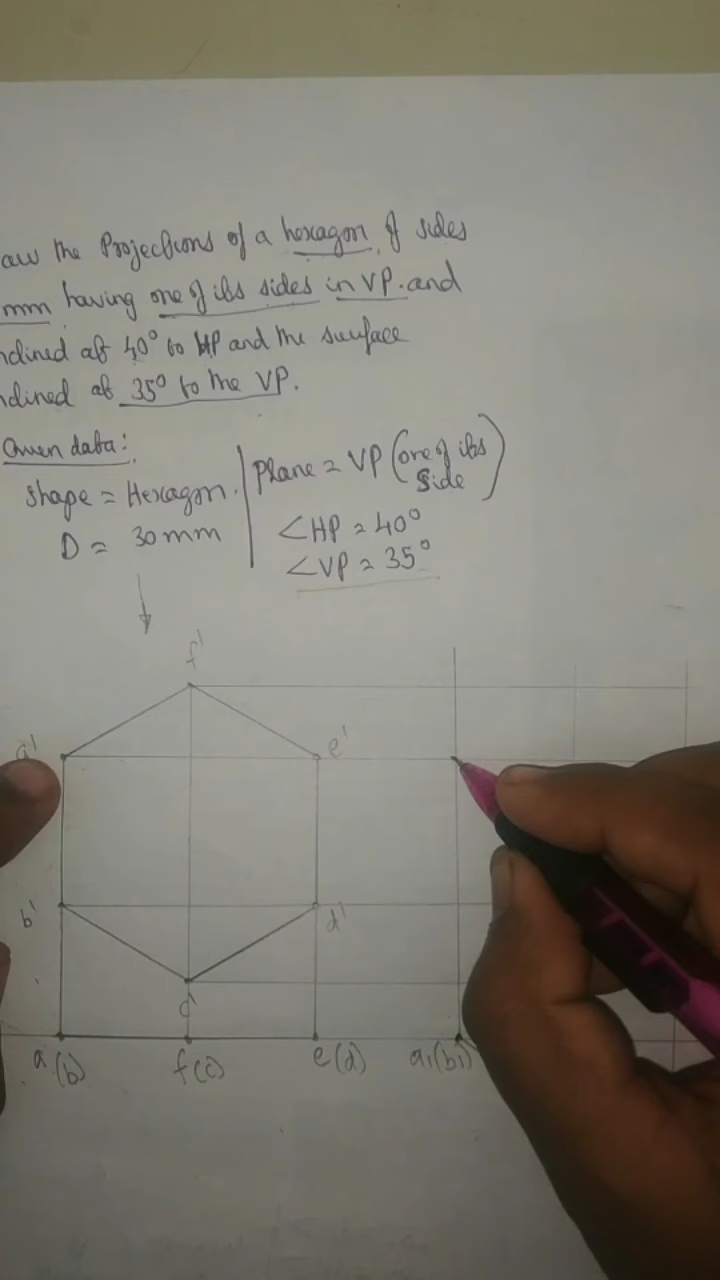 aw the Projections of a hexagon of sides
mm having one of its sides in VP. and
nclined at 40° to HP and the surface
nclined at 35° to the VP.
Given data:
Shape = Hexagon.
D = 30mm
Plane = VP (one of its
side)
∠HP = 40°
∠VP = 35°
f'
a'
e'
b'
d'
c'
a(b)
f(c)
e(d)
a1(b1)